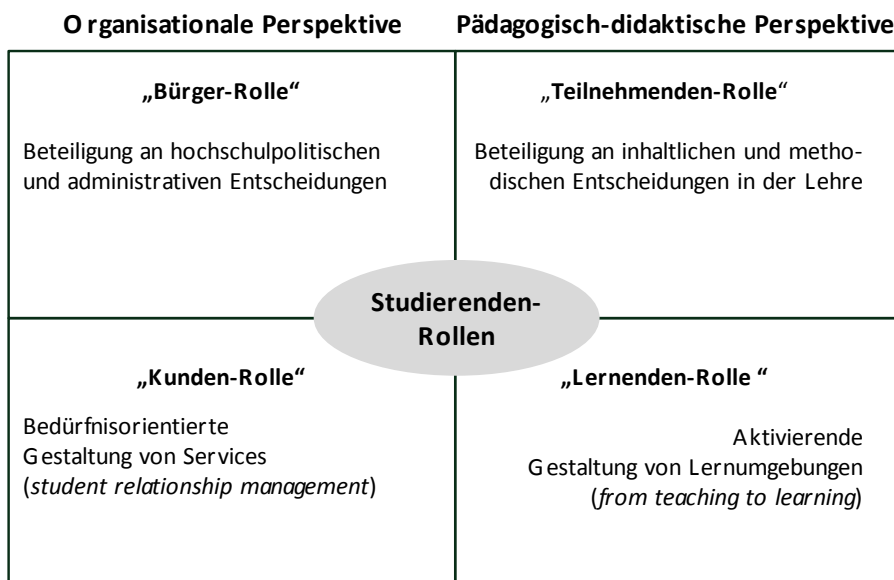 Organisationale Perspektive
Pädagogisch-didaktische Perspektive
„Bürger-Rolle“
Beteiligung an hochschulpolitischen
und administrativen Entscheidungen
„Teilnehmenden-Rolle“
Beteiligung an inhaltlichen und metho-
dischen Entscheidungen in der Lehre
Studierenden-
Rollen
„Kunden-Rolle“
Bedürfnisorientierte
Gestaltung von Services
(student relationship management)
„Lernenden-Rolle “
Aktivierende
Gestaltung von Lernumgebungen
(from teaching to learning)